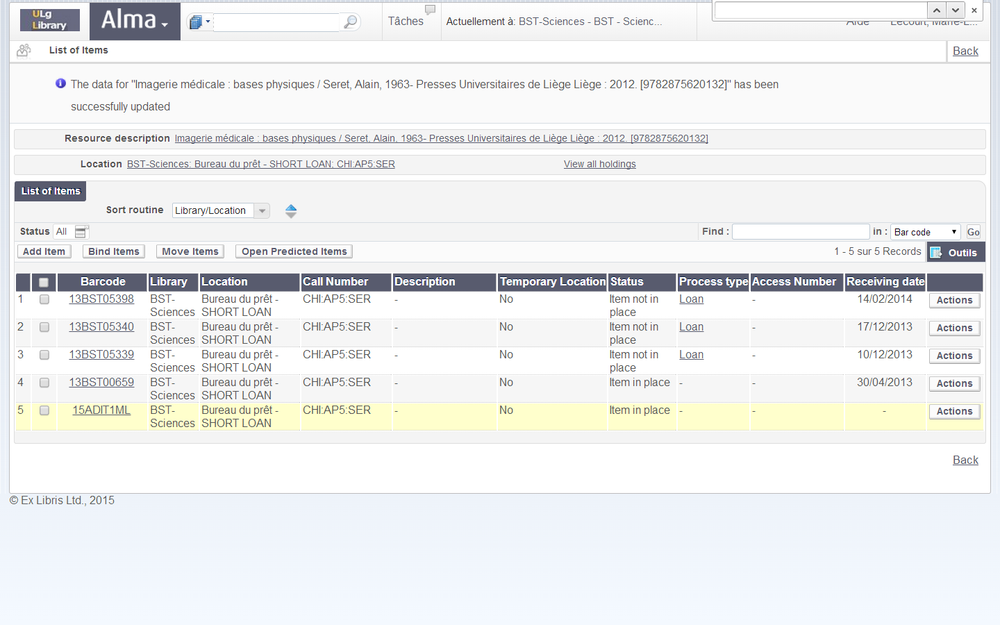 ULg
Library
Alma
Tâches
Actuellement à: BST-Sciences - BST - Scienc...
List of Items
Back
The data for "Imagerie médicale : bases physiques / Seret, Alain, 1963- Presses Universitaires de Liège Liège : 2012. [9782875620132]" has been
successfully updated
Resource description Imagerie médicale : bases physiques / Seret, Alain, 1963- Presses Universitaires de Liège Liège : 2012. [9782875620132]
Location BST-Sciences: Bureau du prêt - SHORT LOAN; CHI:AP5:SER View all holdings
List of Items
Sort routine Library/Location
Status All Find : in : Bar code Go
Add Item Bind Items Move Items Open Predicted Items 1 - 5 sur 5 Records Outils
Barcode Library Location Call Number Description Temporary Location Status Process type Access Number Receiving date
1 13BST05398 BST- Bureau du prêt - CHI:AP5:SER - No Item not in Loan - 14/02/2014 Actions
Sciences SHORT LOAN place
2 13BST05340 BST- Bureau du prêt - CHI:AP5:SER - No Item not in Loan - 17/12/2013 Actions
Sciences SHORT LOAN place
3 13BST05339 BST- Bureau du prêt - CHI:AP5:SER - No Item not in Loan - 10/12/2013 Actions
Sciences SHORT LOAN place
4 13BST00659 BST- Bureau du prêt - CHI:AP5:SER - No Item in place - - 30/04/2013 Actions
Sciences SHORT LOAN
5 15ADIT1ML BST- Bureau du prêt - CHI:AP5:SER - No Item in place - - - Actions
Sciences SHORT LOAN
Back
© Ex Libris Ltd., 2015